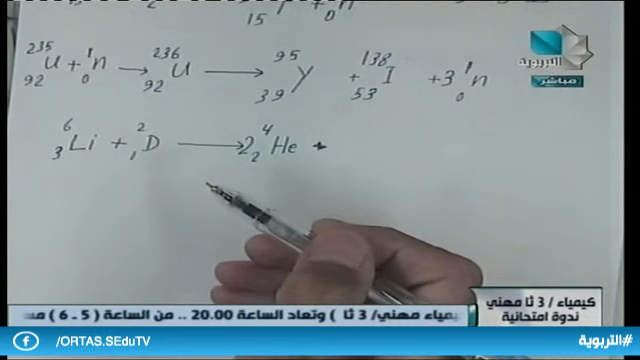 15 + 0 n
235 92 U + 1 0 n → 236 92 U → 95 39 Y + 138 53 I + 3 1 0 n
6 3 Li + 2 1 D → 2 4 2 He +
التربوية
مباشر
كيمياء / 3 ثا مهني
ندوة امتحانية
كيمياء مهني/ 3 ثا ) وتعاد الساعة 20.00 .. من الساعة ( 5 ـ 6 )
/ORTAS.SEduTV
#التربوية